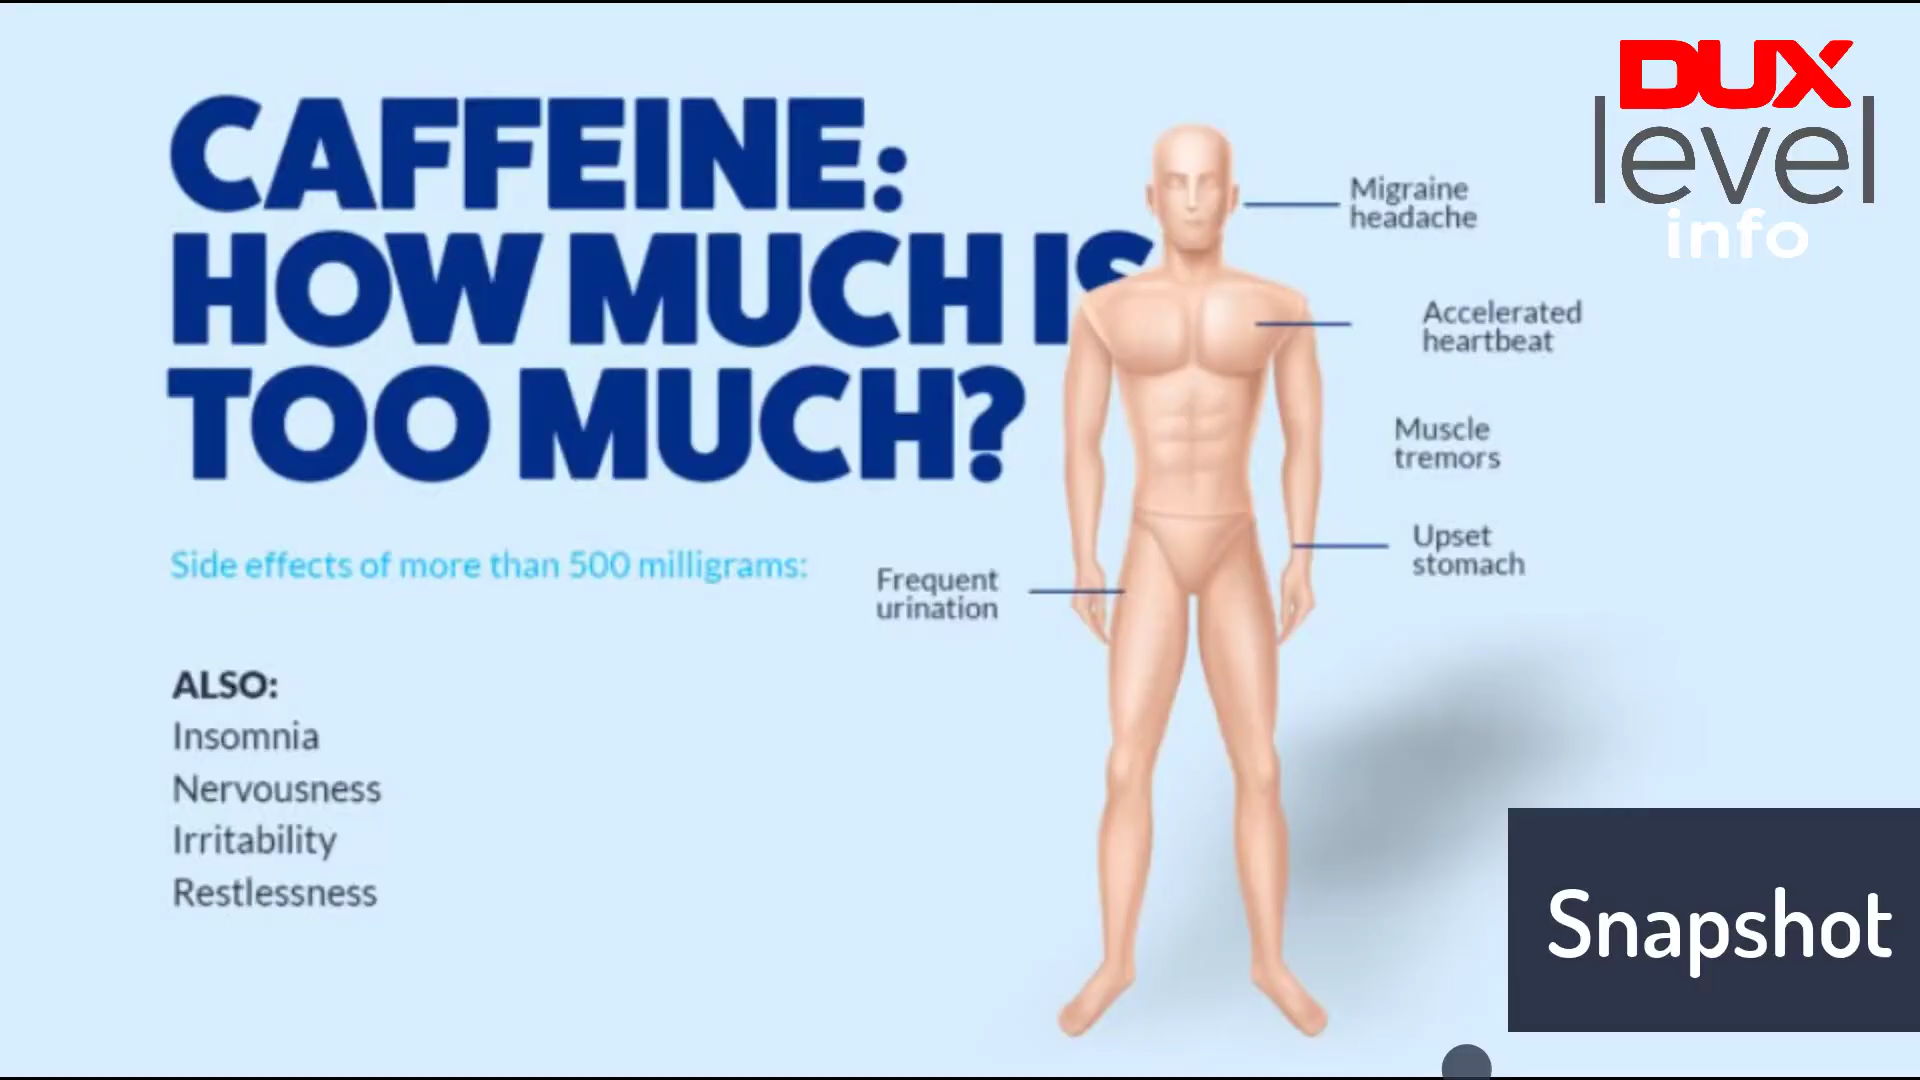 CAFFEINE:
HOW MUCH IS
TOO MUCH?
Side effects of more than 500 milligrams:
ALSO:
Insomnia
Nervousness
Irritability
Restlessness
Frequent
urination
Migraine
headache
Accelerated
heartbeat
Muscle
tremors
Upset
stomach
DUX
level
info
Snapshot